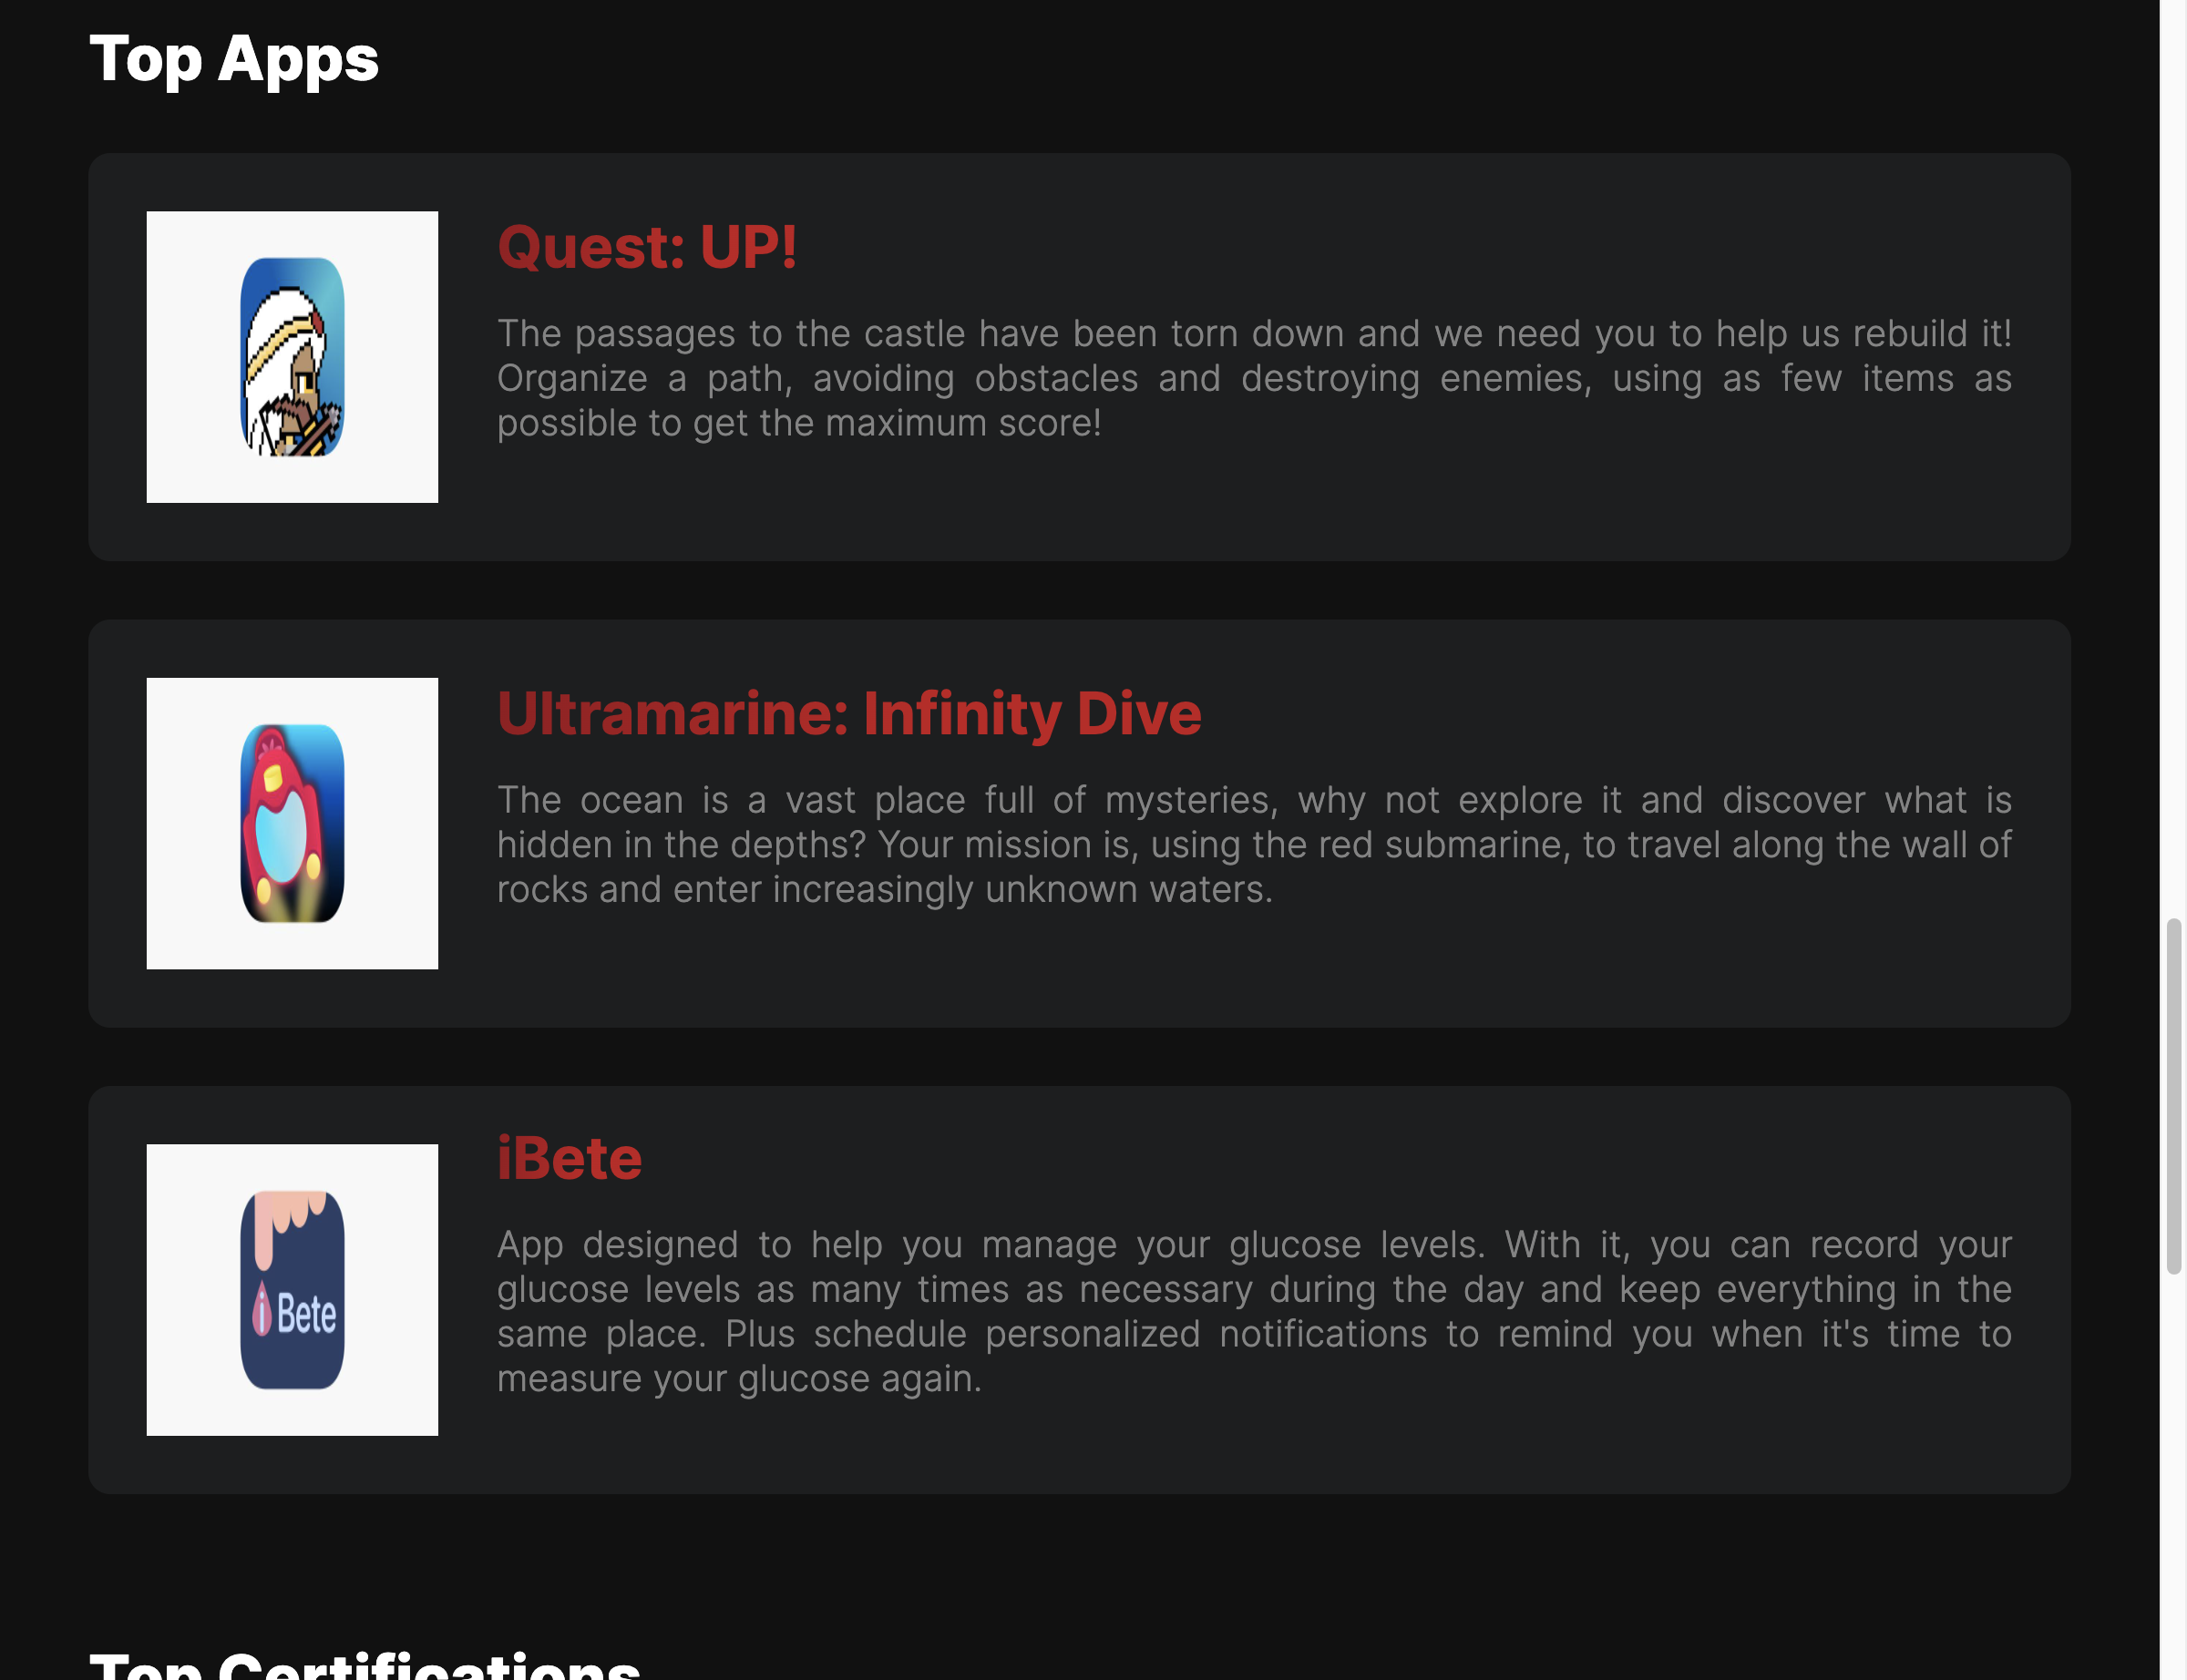 Top Apps
Quest: UP!
The passages to the castle have been torn down and we need you to help us rebuild it!
Organize a path, avoiding obstacles and destroying enemies, using as few items as
possible to get the maximum score!
Ultramarine: Infinity Dive
The ocean is a vast place full of mysteries, why not explore it and discover what is
hidden in the depths? Your mission is, using the red submarine, to travel along the wall of
rocks and enter increasingly unknown waters.
iBete
i Bete
App designed to help you manage your glucose levels. With it, you can record your
glucose levels as many times as necessary during the day and keep everything in the
same place. Plus schedule personalized notifications to remind you when it's time to
measure your glucose again.
Top Certifications